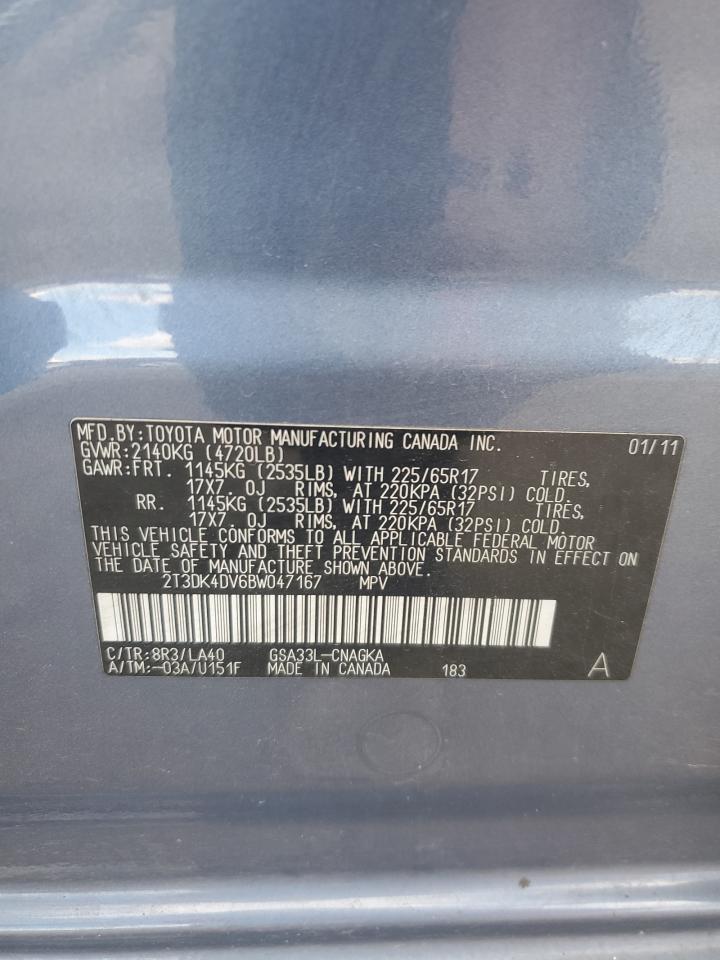 MFD.BY:TOYOTA MOTOR MANUFACTURING CANADA INC. 01/11
GVWR:2140KG (4720LB)
GAWR:FRT. 1145KG (2535LB) WITH 225/65R17 TIRES,
17X7.0J RIMS, AT 220KPA (32PSI) COLD.
RR. 1145KG (2535LB) WITH 225/65R17 TIRES,
17X7.0J RIMS, AT 220KPA (32PSI) COLD.
THIS VEHICLE CONFORMS TO ALL APPLICABLE FEDERAL MOTOR
VEHICLE SAFETY AND THEFT PREVENTION STANDARDS IN EFFECT ON
THE DATE OF MANUFACTURE SHOWN ABOVE.
2T3DK4DV6BW047167 MPV
C/TR:8R3/LA40 GSA33L-CNAGKA
A/TM:-03A/U151F MADE IN CANADA 183 A